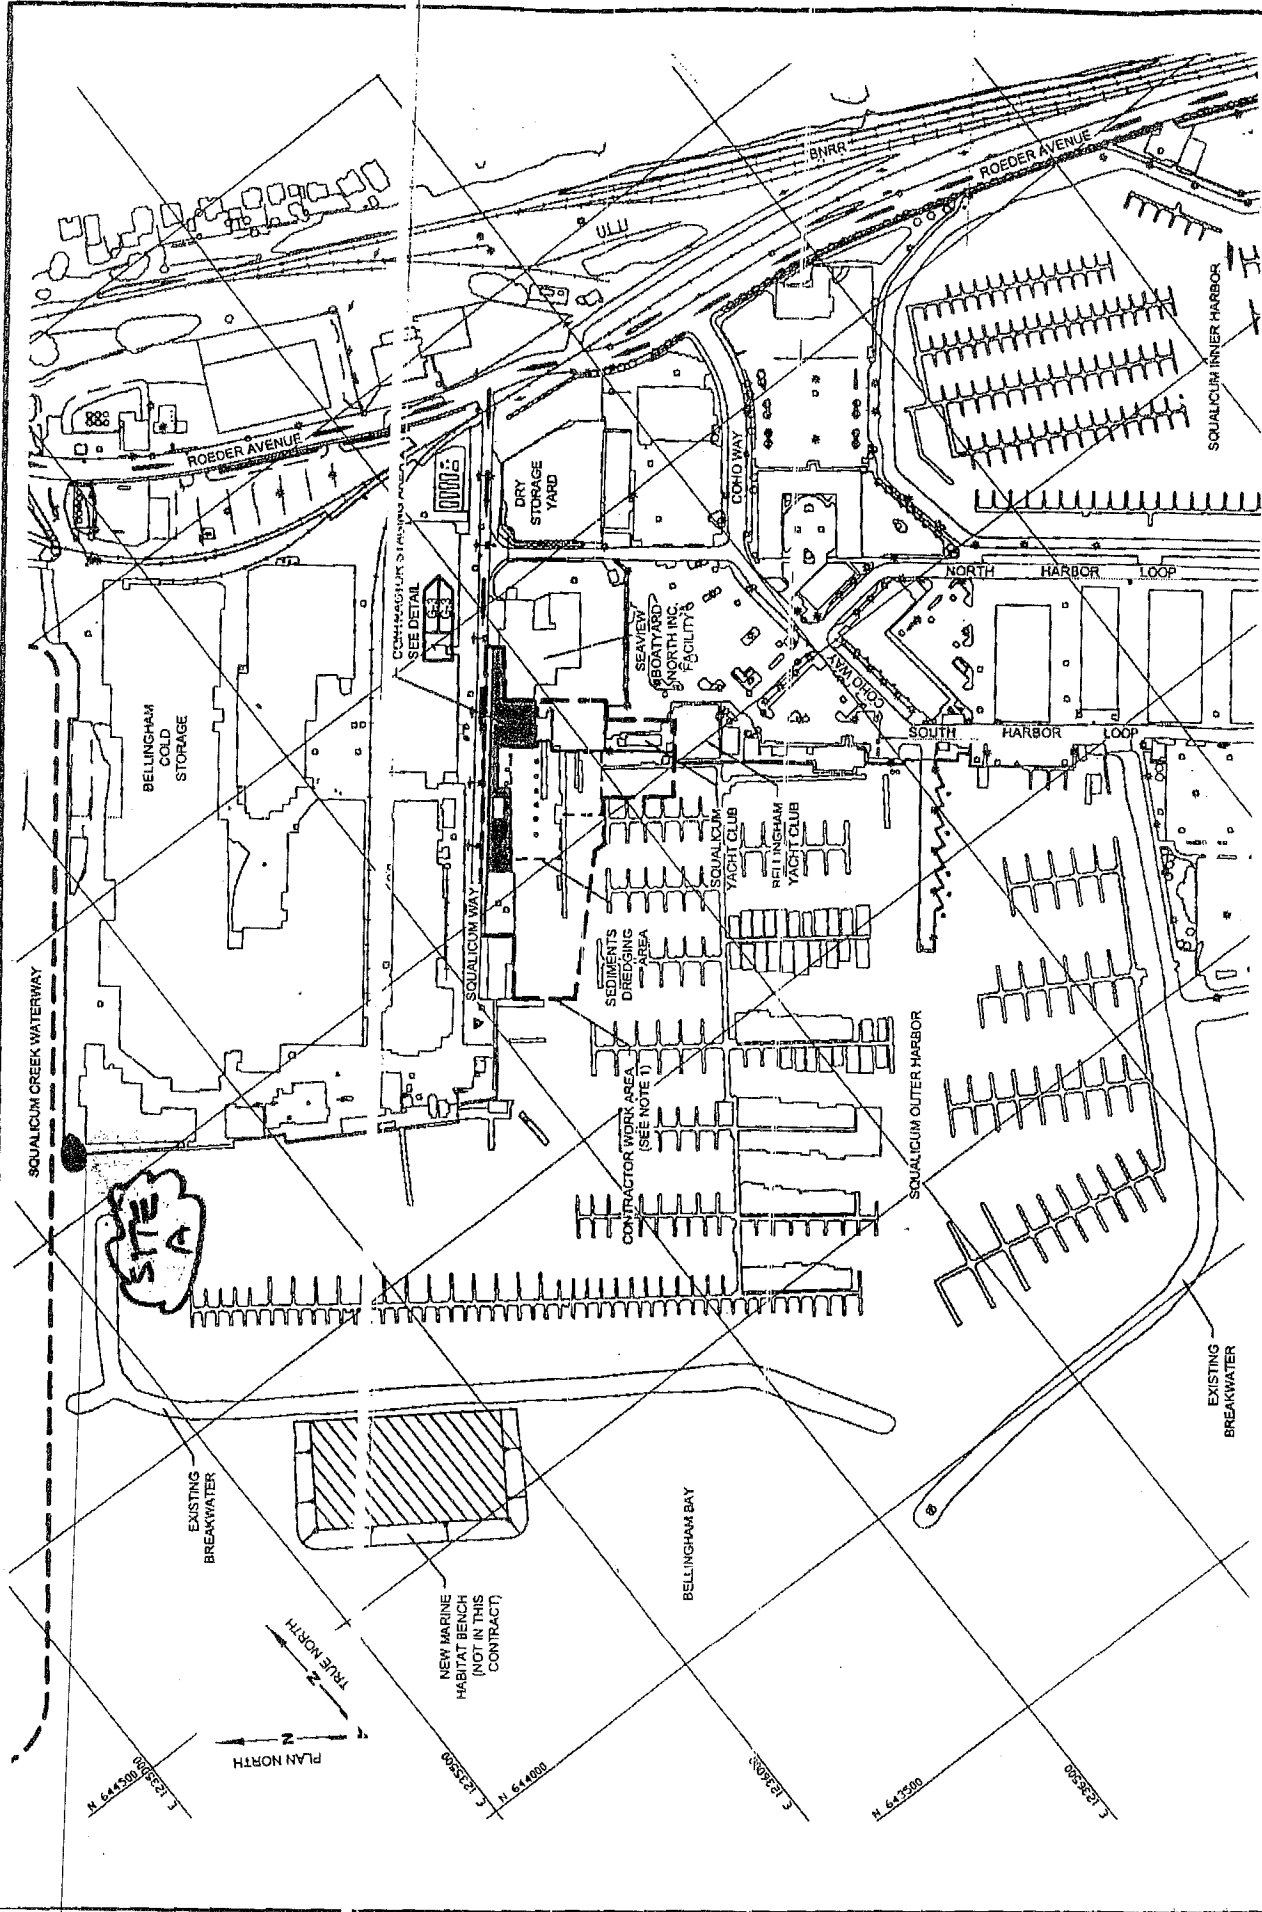 SQUALICUM CREEK WATERWAY
SITE
A
BELLINGHAM
COLD
STORAGE
ROEDER AVENUE
SEE DETAIL
DRY
STORAGE
YARD
COHO WAY
BNRR
ROEDER AVENUE
SQUALICUM INNER HARBOR
SEAVIEW
BOATYARD
NORTH INC.
FACILITY
NORTH HARBOR LOOP
COHO WAY
SOUTH HARBOR LOOP
SQUALICUM WAY
SEDIMENTS
DREDGING
AREA
SQUALICUM
YACHT CLUB
BELLINGHAM
YACHT CLUB
CONTRACTOR WORK AREA
(SEE NOTE 1)
SQUALICUM OUTER HARBOR
EXISTING
BREAKWATER
EXISTING
BREAKWATER
NEW MARINE
HABITAT BENCH
(NOT IN THIS
CONTRACT)
BELLINGHAM BAY
N
TRUE NORTH
N
PLAN NORTH
N 644500
E 1235000
E 1235500
N 644000
N 643500
E 1236500